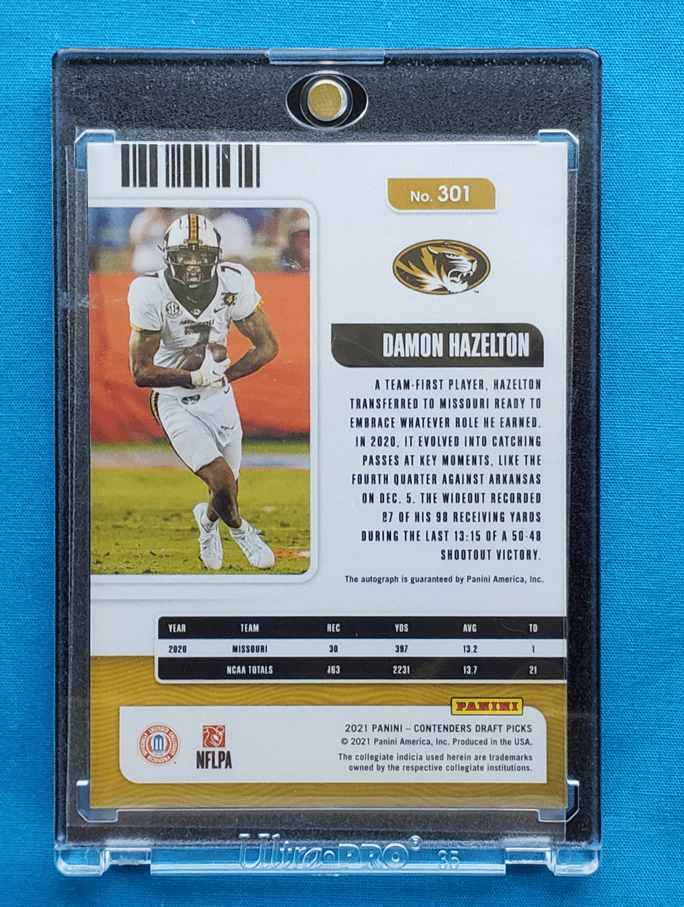 No. 301
DAMON HAZELTON
A TEAM-FIRST PLAYER, HAZELTON
TRANSFERRED TO MISSOURI READY TO
EMBRACE WHATEVER ROLE HE EARNED.
IN 2020, IT EVOLVED INTO CATCHING
PASSES AT KEY MOMENTS, LIKE THE
FOURTH QUARTER AGAINST ARKANSAS
ON DEC. 5. THE WIDEOUT RECORDED
87 OF HIS 98 RECEIVING YARDS
DURING THE LAST 13:15 OF A 50-48
SHOOTOUT VICTORY.
The autograph is guaranteed by Panini America, Inc.
YEAR TEAM REC YDS AVG TD
2020 MISSOURI 30 397 13.2 1
NCAA TOTALS 163 2231 13.7 21
PANINI
2021 PANINI – CONTENDERS DRAFT PICKS
© 2021 Panini America, Inc. Produced in the USA.
The collegiate indicia used herein are trademarks
owned by the respective collegiate institutions.
NFLPA
Ultra·PRO® 35
MISSOURI
7
SEC